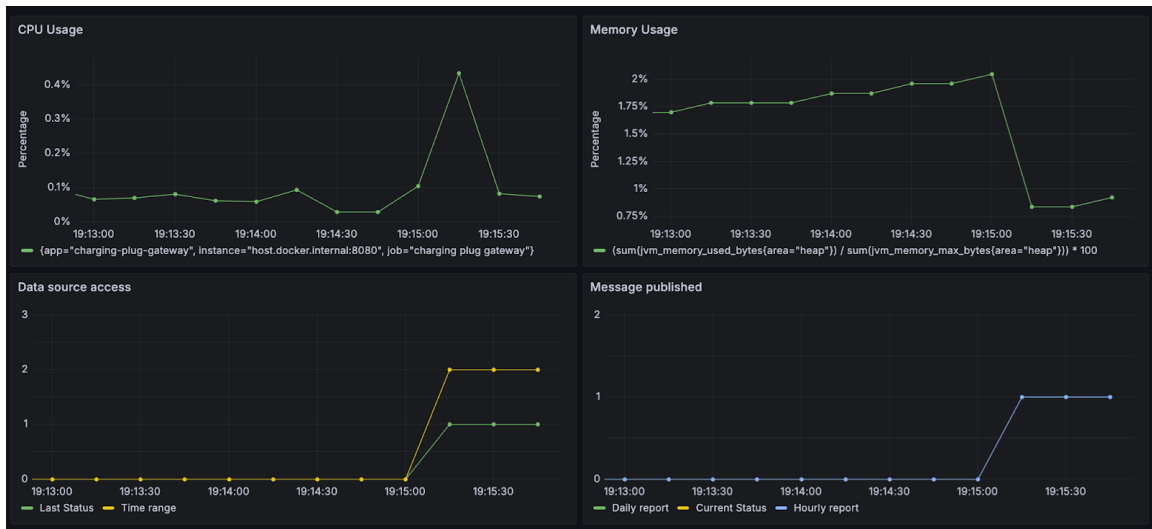 CPU Usage
Percentage
0.4%
0.3%
0.2%
0.1%
0%
19:13:00 19:13:30 19:14:00 19:14:30 19:15:00 19:15:30
{app="charging-plug-gateway", instance="host.docker.internal:8080", job="charging plug gateway"}
Memory Usage
Percentage
2%
1.75%
1.5%
1.25%
1%
0.75%
19:13:00 19:13:30 19:14:00 19:14:30 19:15:00 19:15:30
(sum(jvm_memory_used_bytes{area="heap"}) / sum(jvm_memory_max_bytes{area="heap"})) * 100
Data source access
3
2
1
0
19:13:00 19:13:30 19:14:00 19:14:30 19:15:00 19:15:30
Last Status Time range
Message published
2
1
0
19:13:00 19:13:30 19:14:00 19:14:30 19:15:00 19:15:30
Daily report Current Status Hourly report